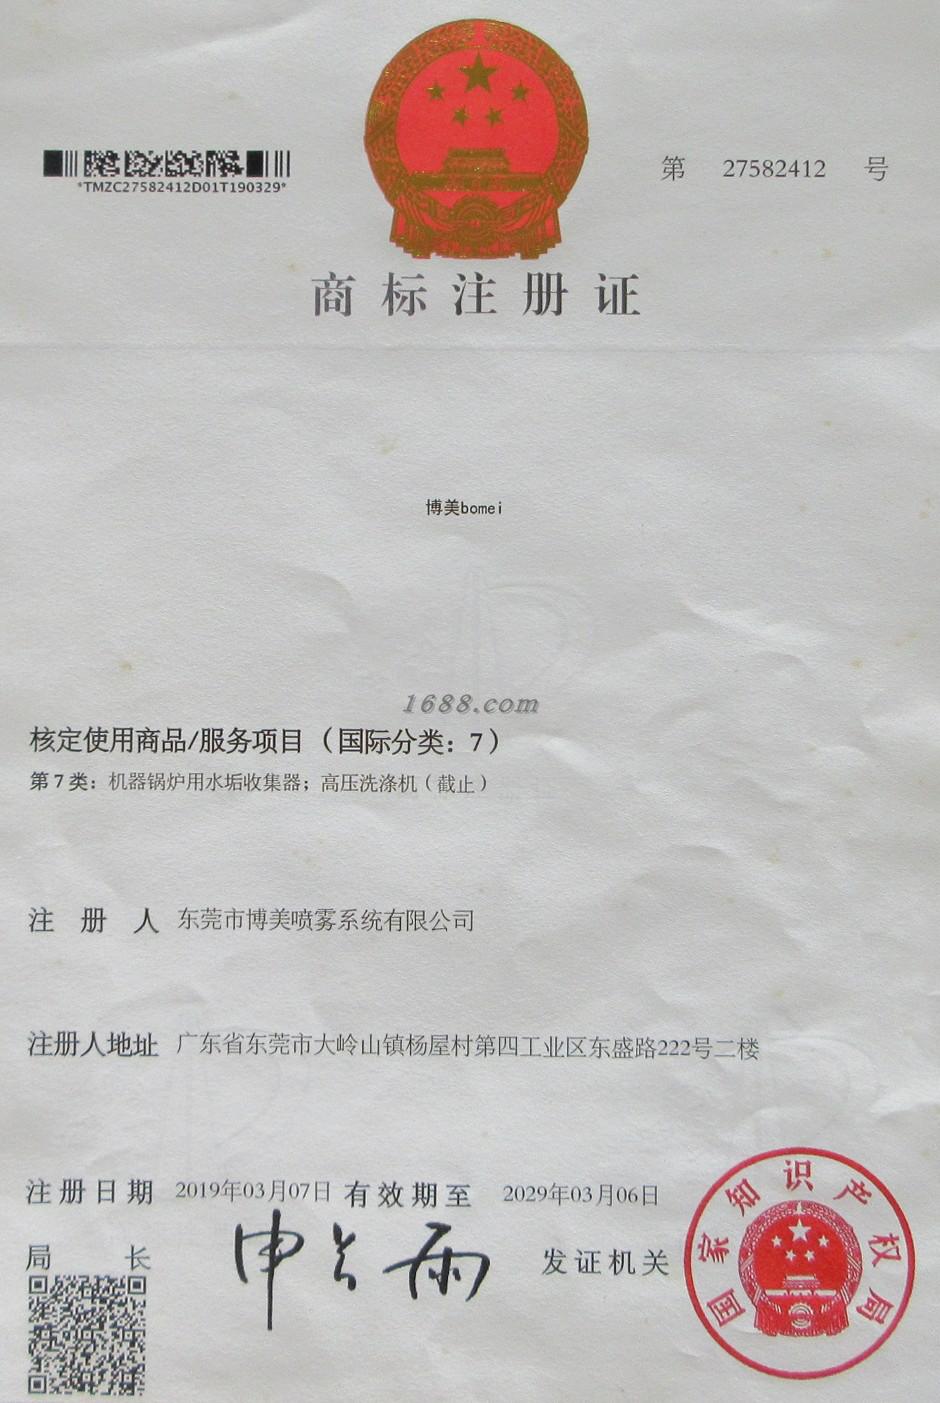 *TMZC27582412D01T190329*
第 27582412 号
商标注册证
博美bomei
1688.com
核定使用商品/服务项目（国际分类：7）
第7类：机器锅炉用水垢收集器；高压洗涤机（截止）
注 册 人 东莞市博美喷雾系统有限公司
注册人地址 广东省东莞市大岭山镇杨屋村第四工业区东盛路222号二楼
注册日期 2019年03月07日 有效期至 2029年03月06日
局 长 申长雨 发证机关
国家知识产权局